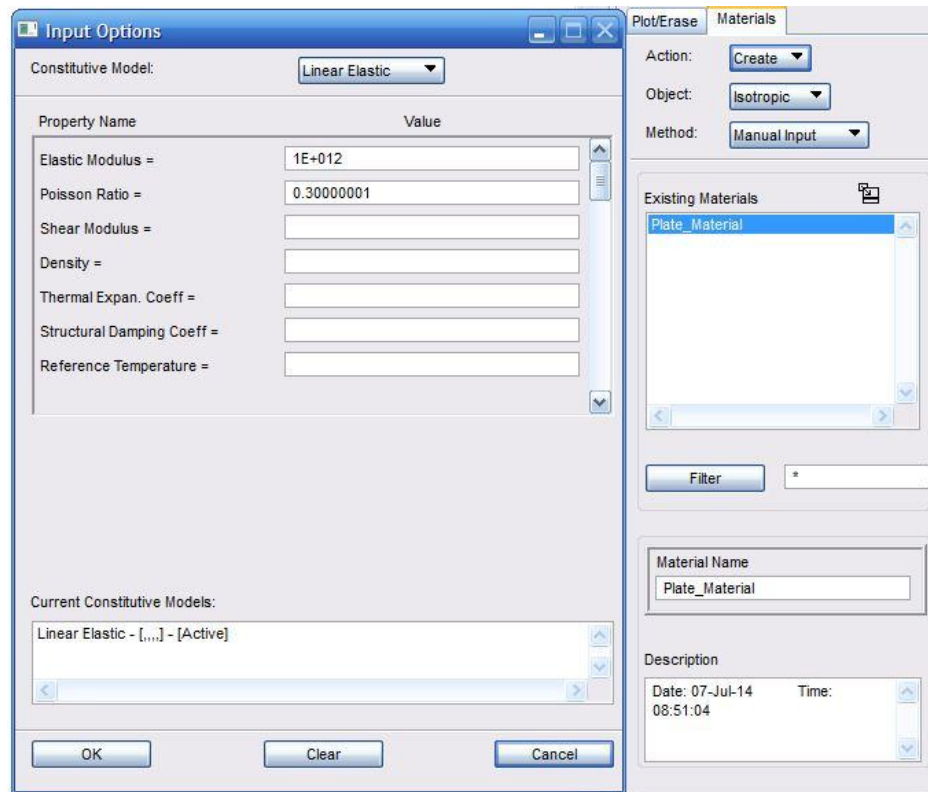 Input Options
Constitutive Model: Linear Elastic
Property Name Value
Elastic Modulus = 1E+012
Poisson Ratio = 0.30000001
Shear Modulus =
Density =
Thermal Expan. Coeff =
Structural Damping Coeff =
Reference Temperature =
Current Constitutive Models:
Linear Elastic - [,,,,] - [Active]
OK Clear Cancel
Plot/Erase Materials
Action: Create
Object: Isotropic
Method: Manual Input
Existing Materials
Plate_Material
Filter *
Material Name
Plate_Material
Description
Date: 07-Jul-14 Time:
08:51:04